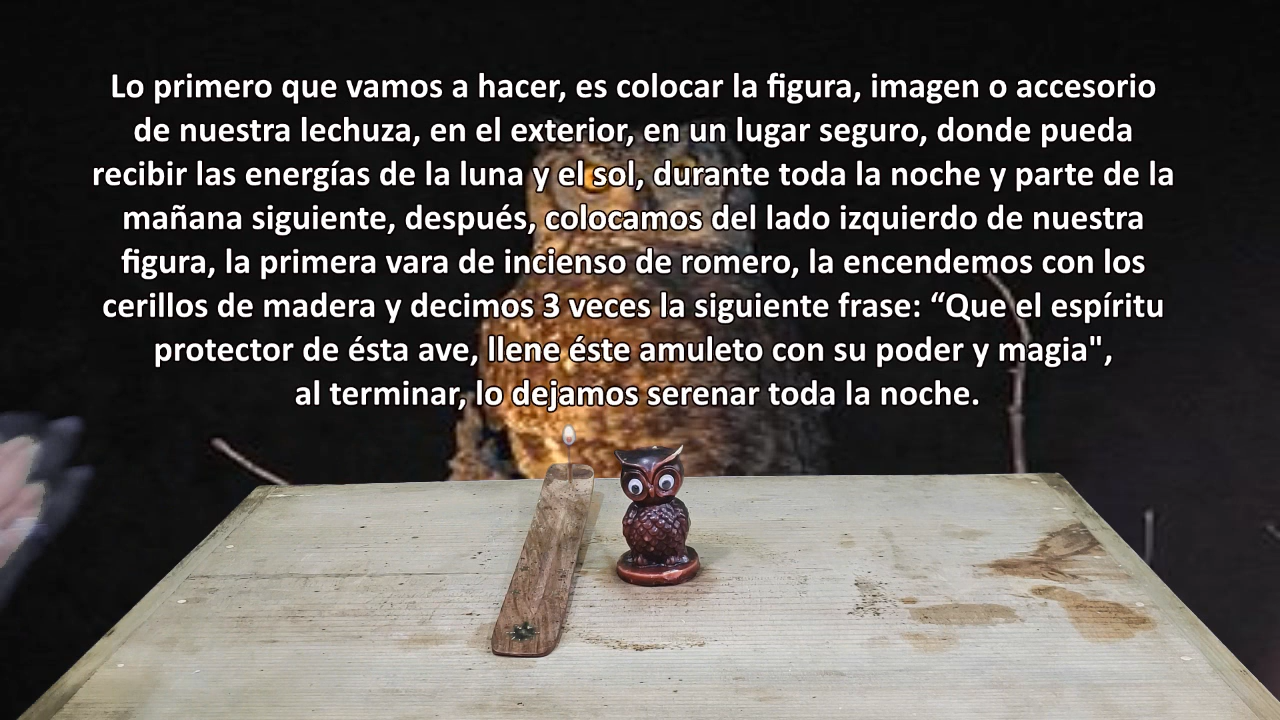 Lo primero que vamos a hacer, es colocar la figura, imagen o accesorio
de nuestra lechuza, en el exterior, en un lugar seguro, donde pueda
recibir las energías de la luna y el sol, durante toda la noche y parte de la
mañana siguiente, después, colocamos del lado izquierdo de nuestra
figura, la primera vara de incienso de romero, la encendemos con los
cerillos de madera y decimos 3 veces la siguiente frase: “Que el espíritu
protector de ésta ave, llene éste amuleto con su poder y magia",
al terminar, lo dejamos serenar toda la noche.